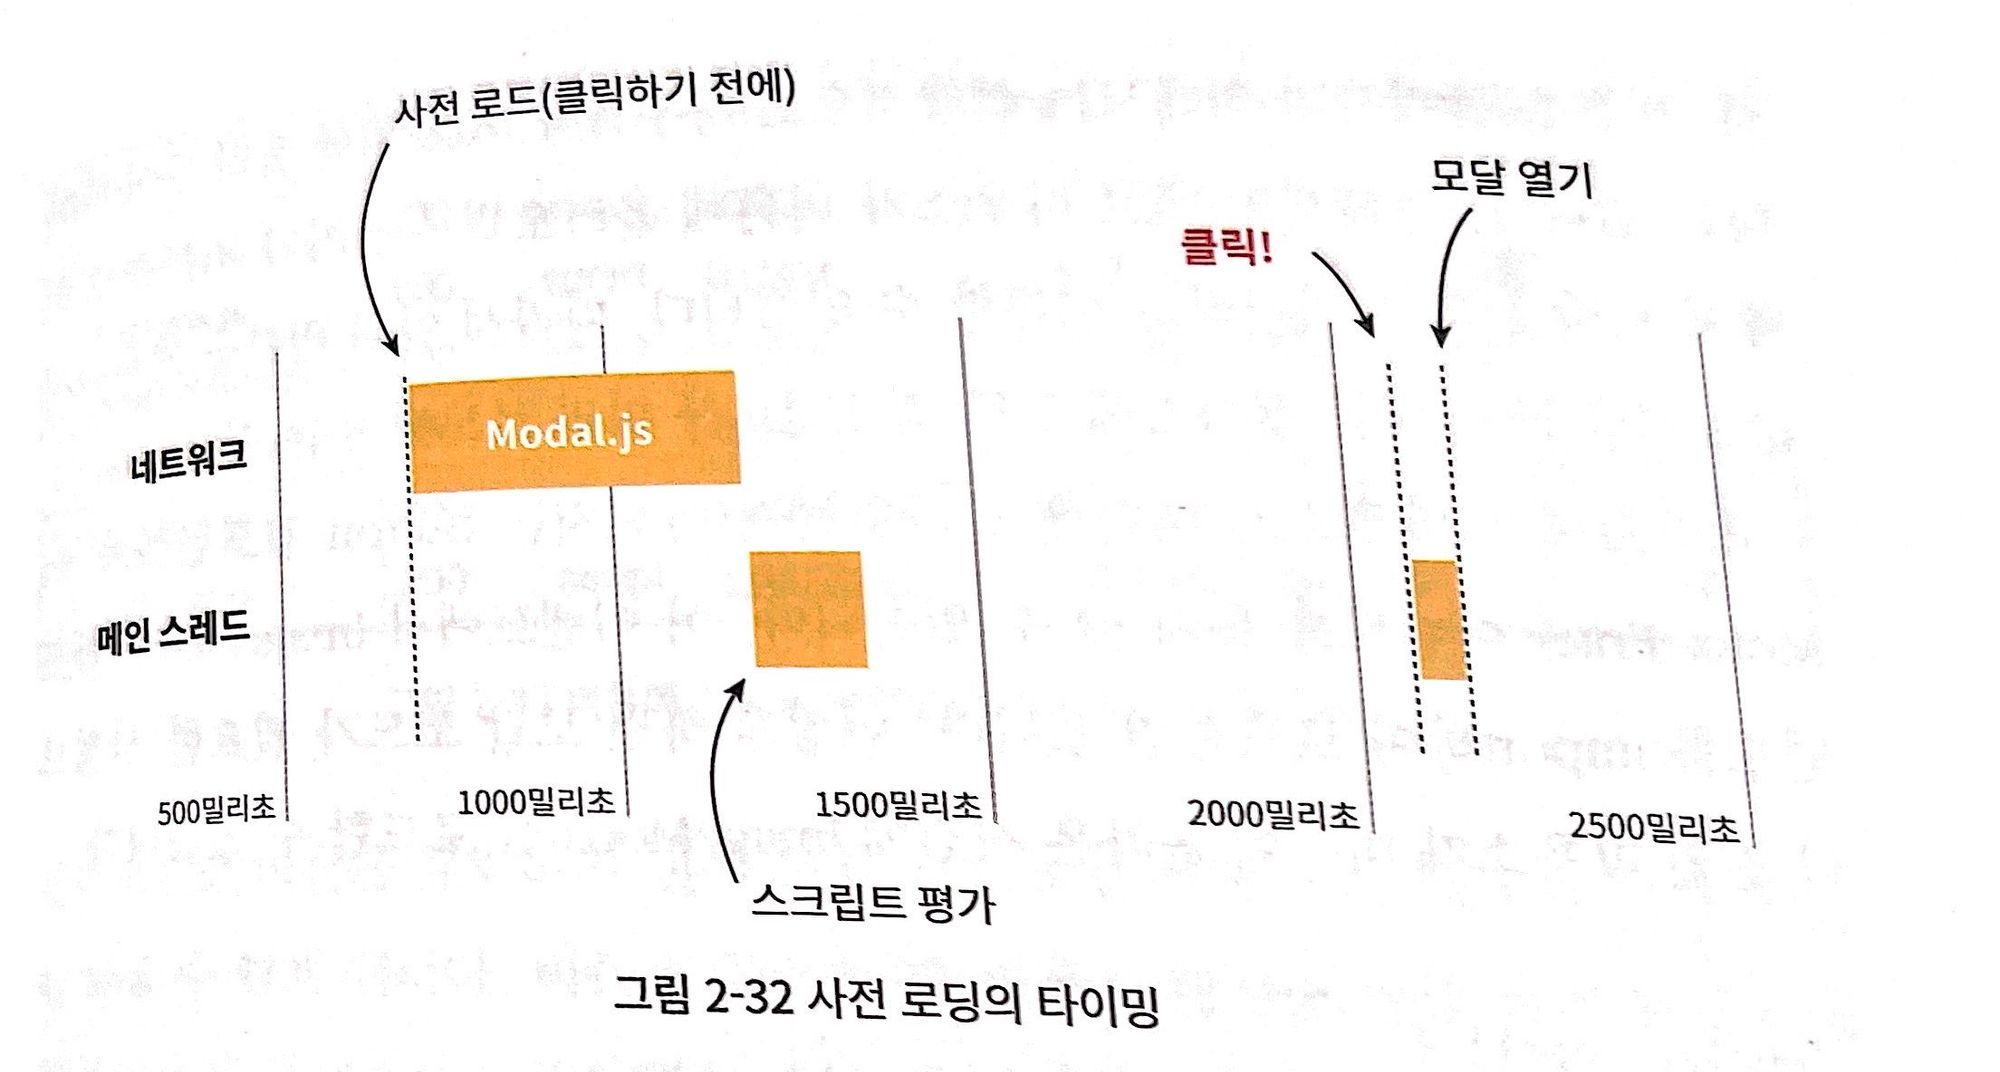 사전 로드(클릭하기 전에)
모달 열기
클릭!
네트워크
Modal.js
메인 스레드
500밀리초
1000밀리초
1500밀리초
2000밀리초
2500밀리초
스크립트 평가
그림 2-32 사전 로딩의 타이밍